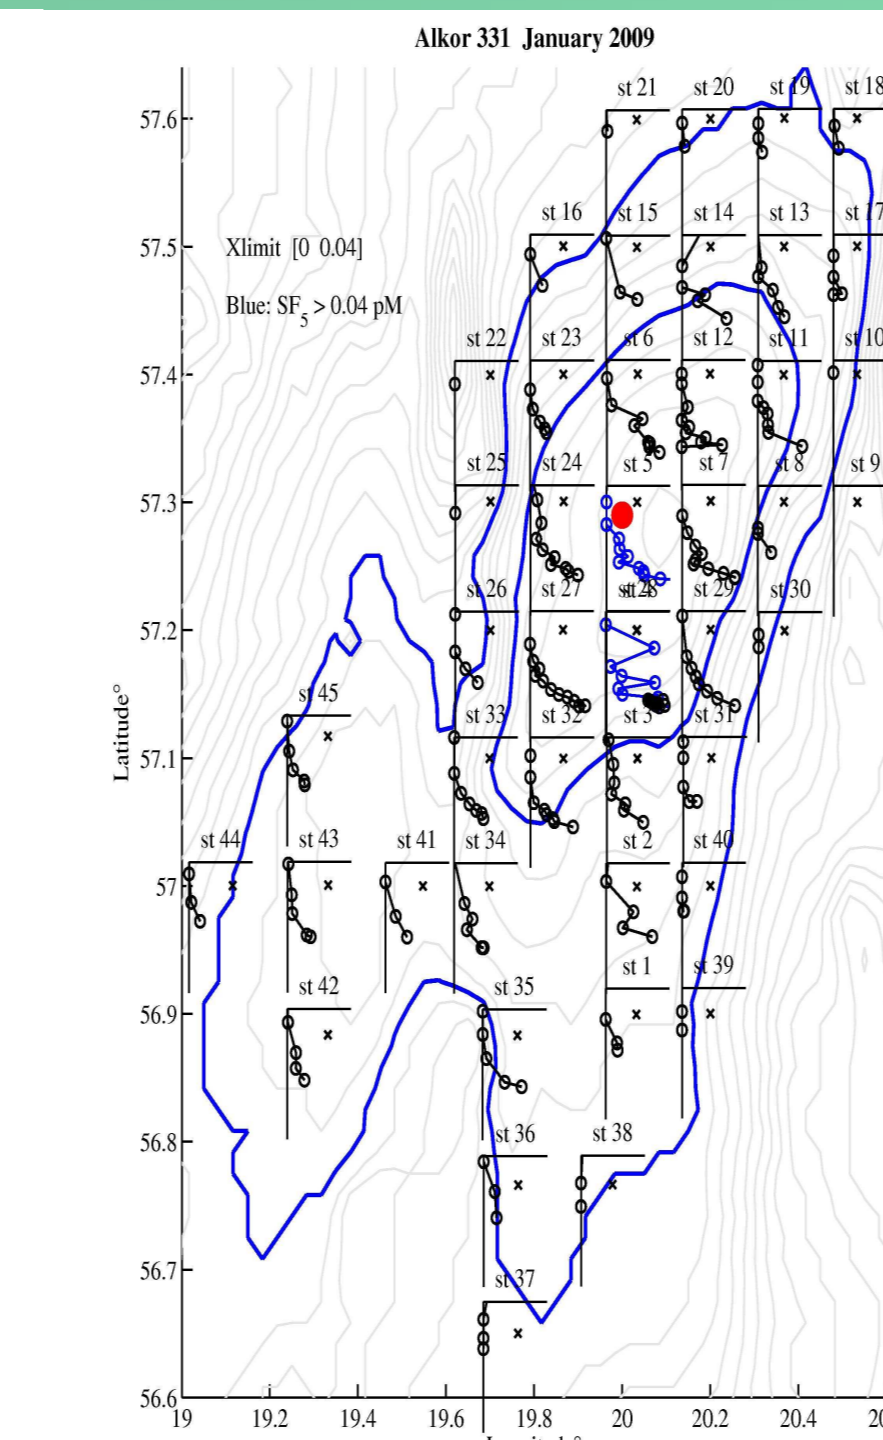 Alkor 331 January 2009
57.6
57.5
57.4
57.3
57.2
57.1
57
56.9
56.8
56.7
56.6
Latitude°
Xlimit [0 0.04]
Blue: SF5 > 0.04 pM
st 21 st 20 st 19 st 18
st 16 st 15 st 14 st 13 st 17
st 22 st 23 st 6 st 12 st 11 st 10
st 25 st 24 st 5 st 7 st 8 st 9
st 26 st 27 st 28 st 29 st 30
st 45 st 33 st 32 st 3 st 31
st 44 st 43 st 41 st 34 st 2 st 40
st 42 st 35 st 1 st 39
st 36 st 38
st 37
19 19.2 19.4 19.6 19.8 20 20.2 20.4